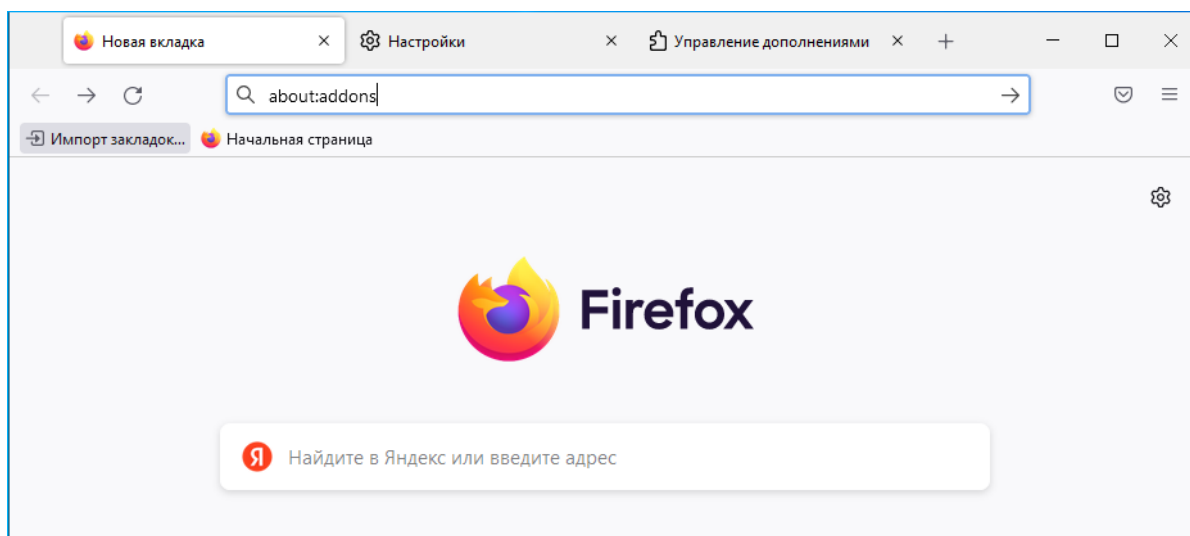 Новая вкладка
Настройки
Управление дополнениями
about:addons
Импорт закладок...
Начальная страница
Firefox
Я
Найдите в Яндекс или введите адрес